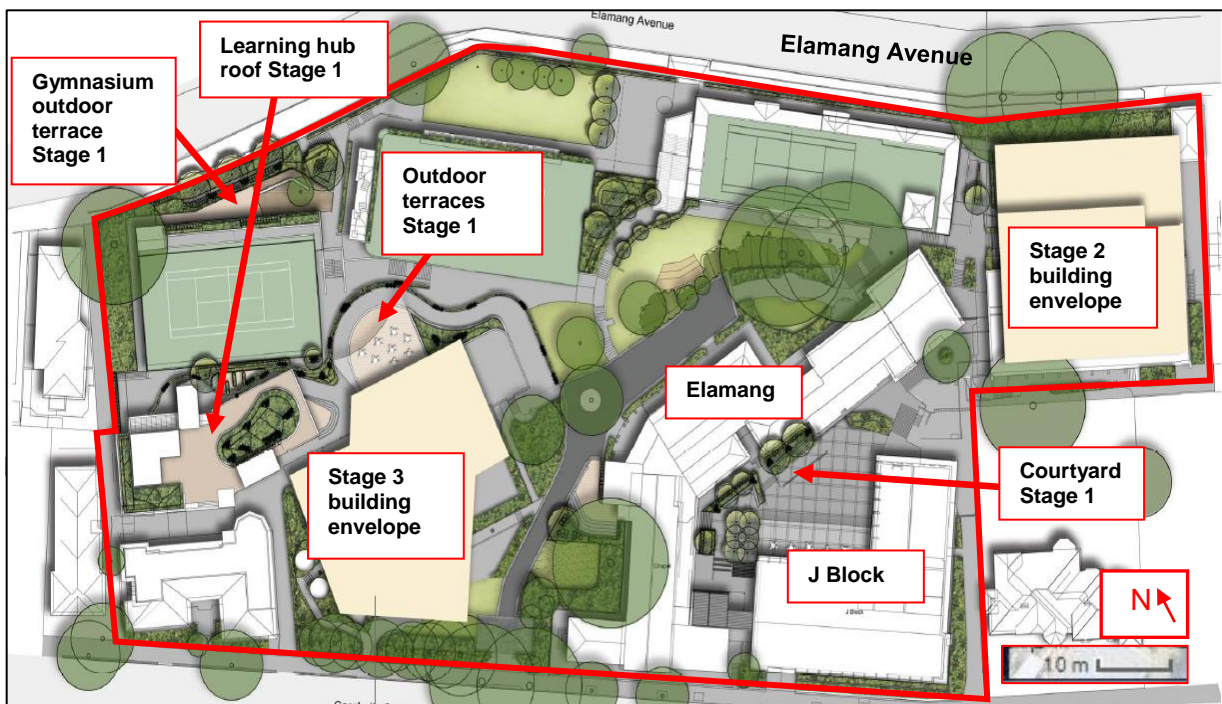 Elamang Avenue
Elamang Avenue
Learning hub
roof Stage 1
Gymnasium
outdoor
terrace
Stage 1
Outdoor
terraces
Stage 1
Stage 2
building
envelope
Elamang
Stage 3
building
envelope
Courtyard
Stage 1
J Block
Chapel
J Block
N
10 m